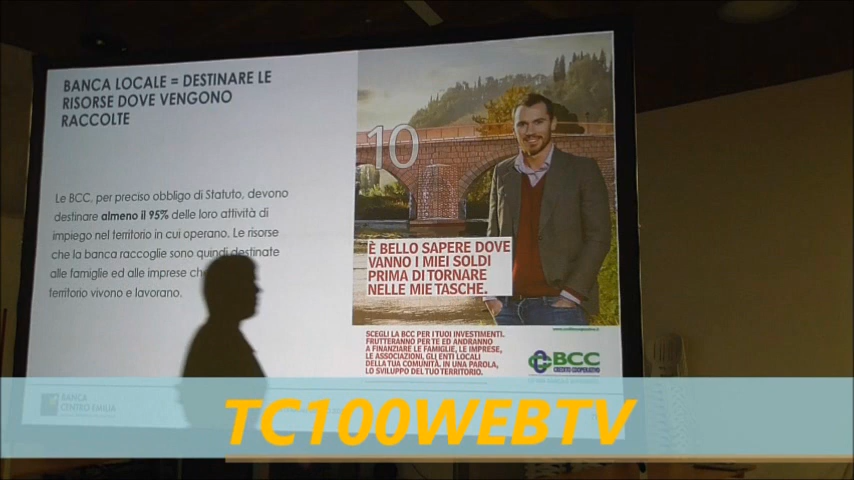 BANCA LOCALE = DESTINARE LE
RISORSE DOVE VENGONO
RACCOLTE
Le BCC, per preciso obbligo di Statuto, devono
destinare almeno il 95% delle loro attività di
impiego nel territorio in cui operano. Le risorse
che la banca raccoglie sono quindi destinate
alle famiglie ed alle imprese che
territorio vivono e lavorano.
10
È BELLO SAPERE DOVE
VANNO I MIEI SOLDI
PRIMA DI TORNARE
NELLE MIE TASCHE.
SCEGLI LA BCC PER I TUOI INVESTIMENTI.
FRUTTERANNO PER TE ED ANDRANNO
A FINANZIARE LE FAMIGLIE, LE IMPRESE,
LE ASSOCIAZIONI, GLI ENTI LOCALI
DELLA TUA COMUNITÀ. IN UNA PAROLA,
LO SVILUPPO DEL TUO TERRITORIO.
BCC
CREDITO COOPERATIVO
BANCA
CENTRO EMILIA
TC100WEBTV